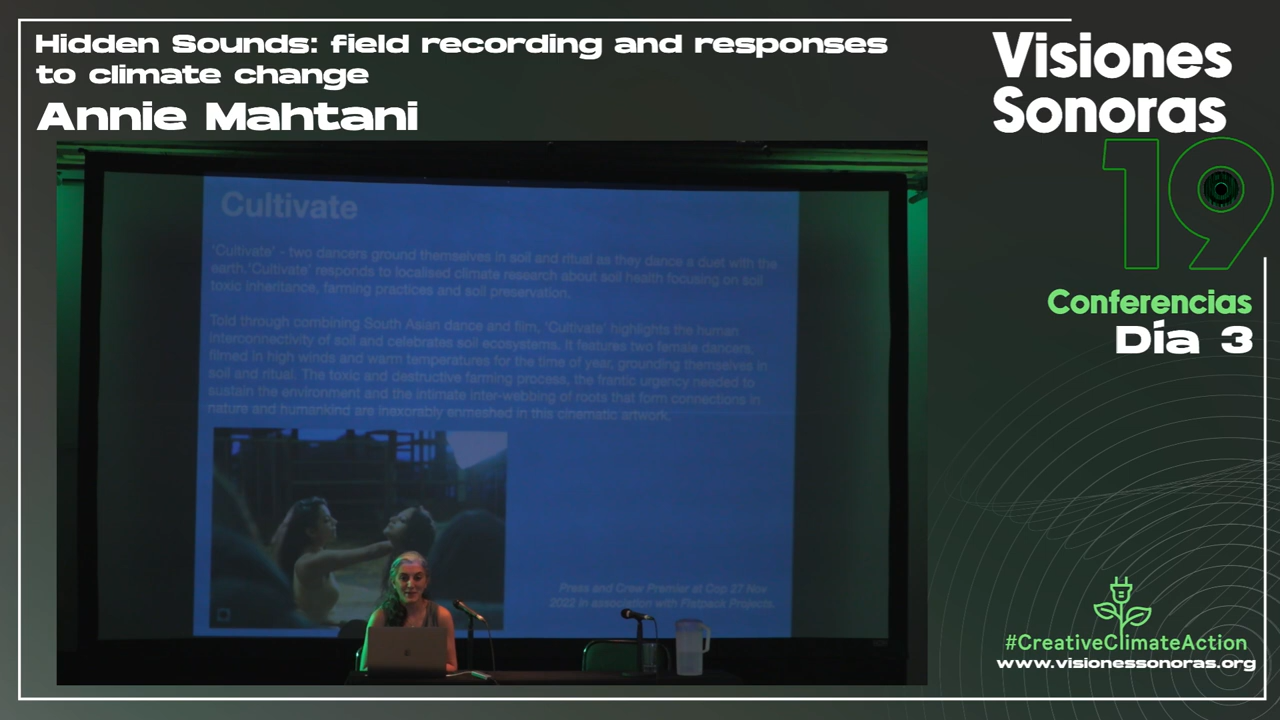 Hidden Sounds: field recording and responses
to climate change
Annie Mahtani
Visiones
Sonoras
19
Conferencias
Día 3
Cultivate
'Cultivate' - two dancers ground themselves in soil and ritual as they dance a duet with the
earth.'Cultivate' responds to localised climate research about soil health focusing on soil
toxic inheritance, farming practices and soil preservation.
Told through combining South Asian dance and film, 'Cultivate' highlights the human
interconnectivity of soil and celebrates soil ecosystems. It features two female dancers,
filmed in high winds and warm temperatures for the time of year, grounding themselves in
soil and ritual. The toxic and destructive farming process, the frantic urgency needed to
sustain the environment and the intimate inter-webbing of roots that form connections in
nature and humankind are inexorably enmeshed in this cinematic artwork.
Press and Crew Premier at Cop 27 Nov
2022 in association with Flatpack Projects.
#CreativeClimateAction
www.visionessonoras.org